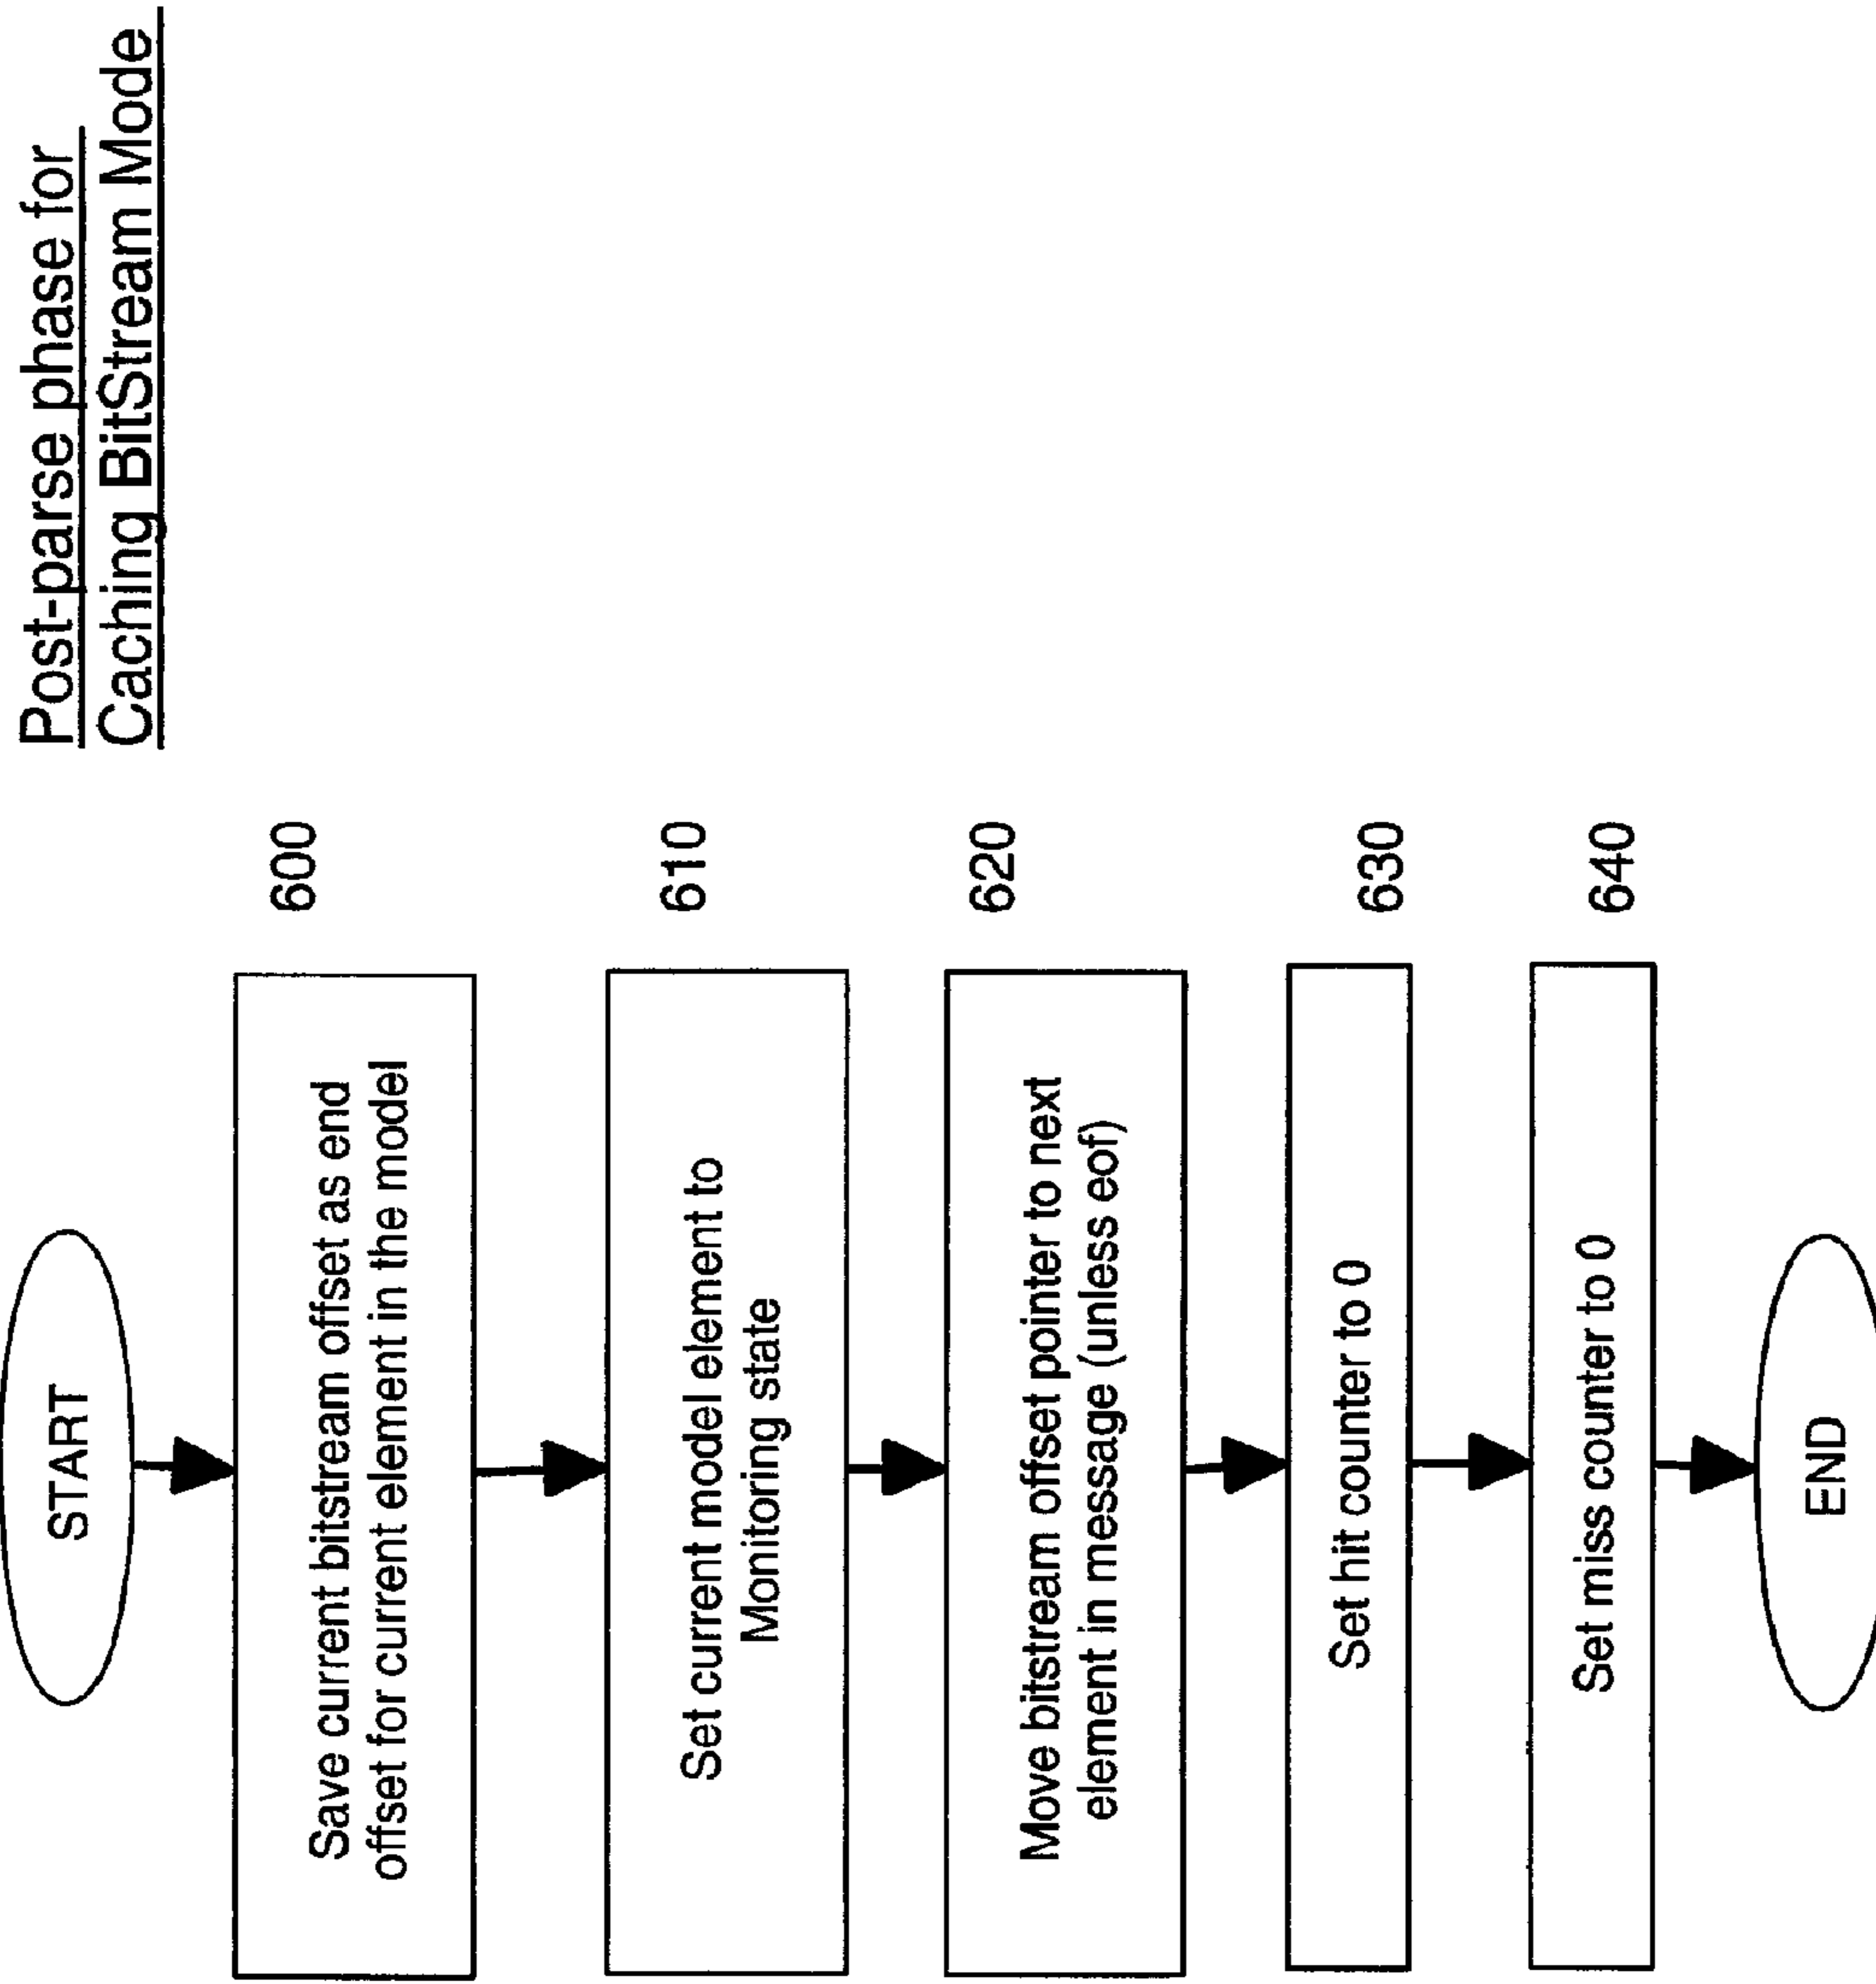 Post-parse phase for
Caching BitStream Mode
START
Save current bitstream offset as end
offset for current element in the model
600
Set current model element to
Monitoring state
610
Move bitstream offset pointer to next
element in message (unless eof)
620
Set hit counter to 0
630
Set miss counter to 0
640
END